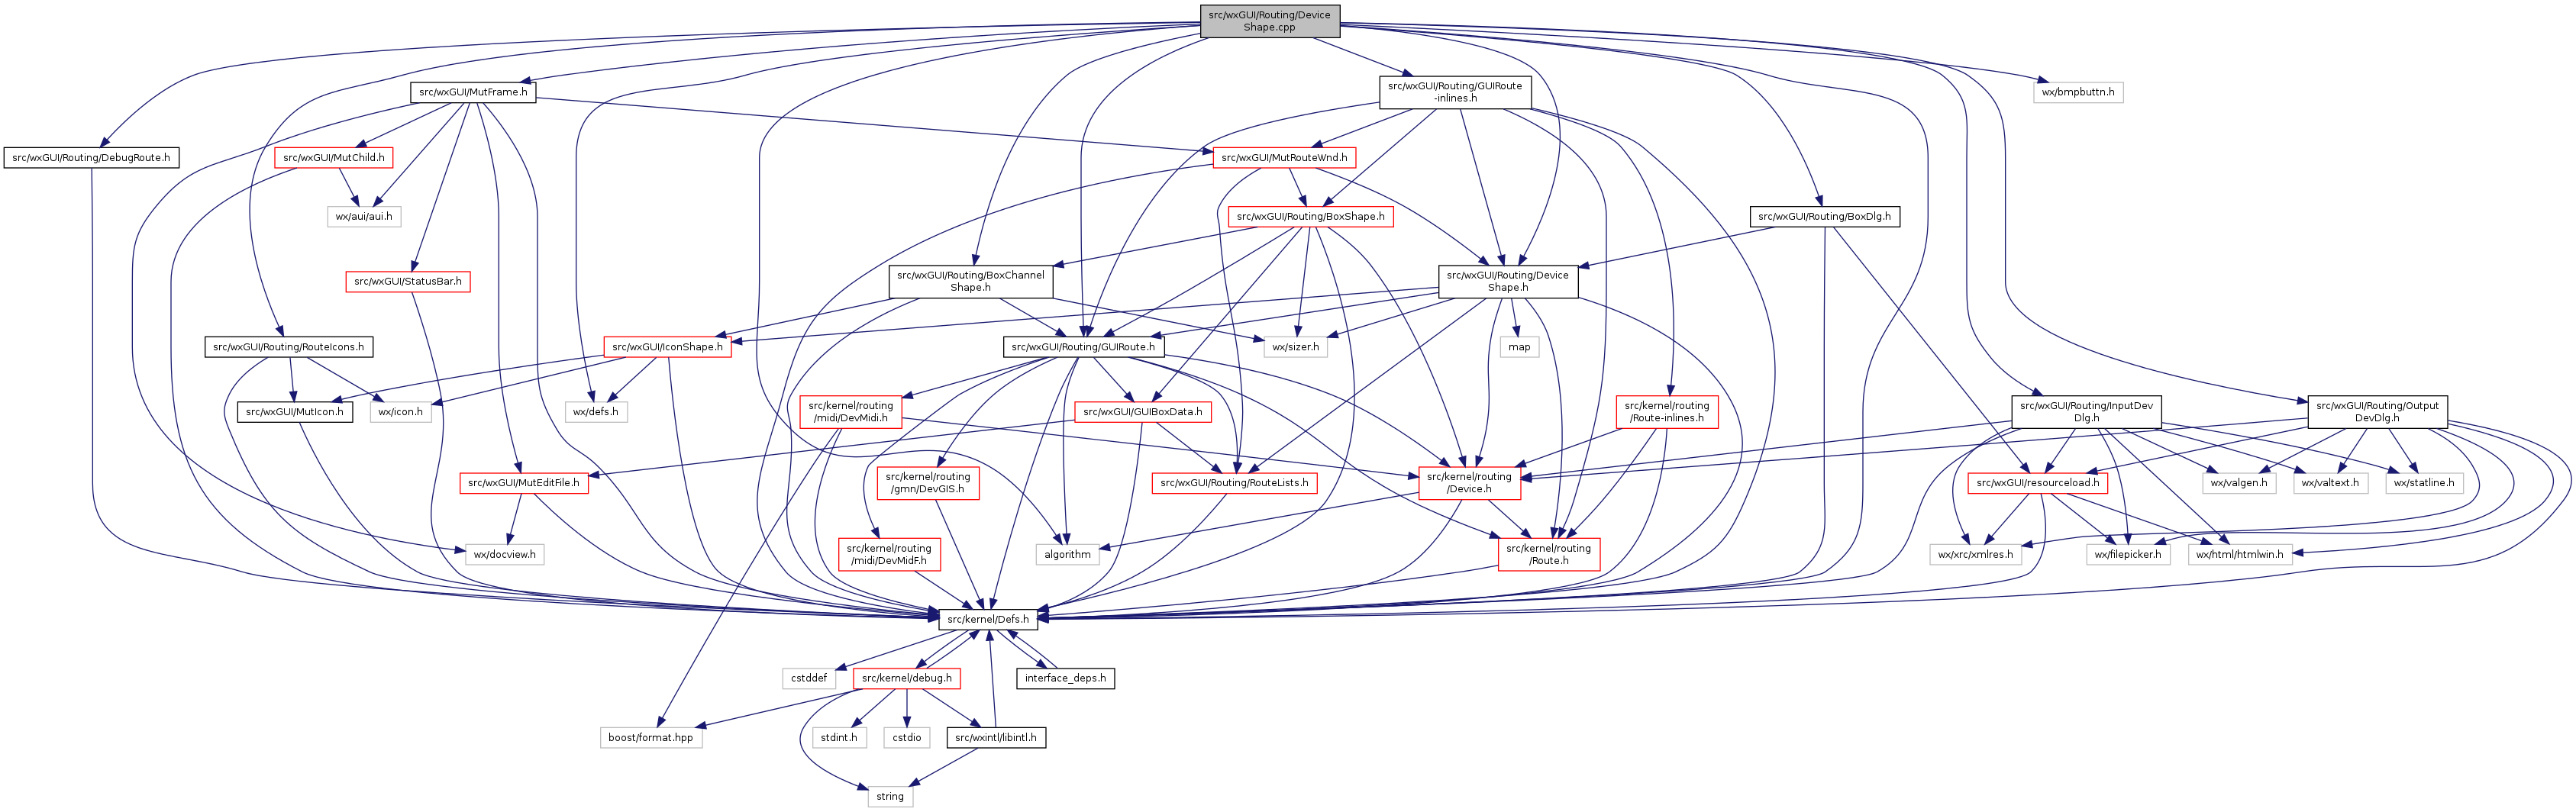 src/wxGUI/Routing/Device
Shape.cpp
src/wxGUI/MutFrame.h
src/wxGUI/Routing/GUIRoute
-inlines.h
wx/bmpbuttn.h
src/wxGUI/Routing/DebugRoute.h
src/wxGUI/MutChild.h
src/wxGUI/MutRouteWnd.h
wx/aui/aui.h
src/wxGUI/Routing/BoxShape.h
src/wxGUI/Routing/BoxDlg.h
src/wxGUI/StatusBar.h
src/wxGUI/Routing/BoxChannel
Shape.h
src/wxGUI/Routing/Device
Shape.h
src/wxGUI/Routing/RouteIcons.h
src/wxGUI/IconShape.h
src/wxGUI/Routing/GUIRoute.h
wx/sizer.h
map
src/wxGUI/MutIcon.h
wx/icon.h
wx/defs.h
src/kernel/routing
/midi/DevMidi.h
src/wxGUI/GUIBoxData.h
src/kernel/routing
/Route-inlines.h
src/wxGUI/Routing/InputDev
Dlg.h
src/wxGUI/Routing/Output
DevDlg.h
src/wxGUI/MutEditFile.h
src/kernel/routing
/gmn/DevGIS.h
src/wxGUI/Routing/RouteLists.h
src/kernel/routing
/Device.h
src/wxGUI/resourceload.h
wx/valgen.h
wx/valtext.h
wx/statline.h
wx/docview.h
src/kernel/routing
/midi/DevMidF.h
algorithm
src/kernel/routing
/Route.h
wx/xrc/xmlres.h
wx/filepicker.h
wx/html/htmlwin.h
src/kernel/Defs.h
cstddef
src/kernel/debug.h
interface_deps.h
boost/format.hpp
stdint.h
cstdio
src/wxintl/libintl.h
string